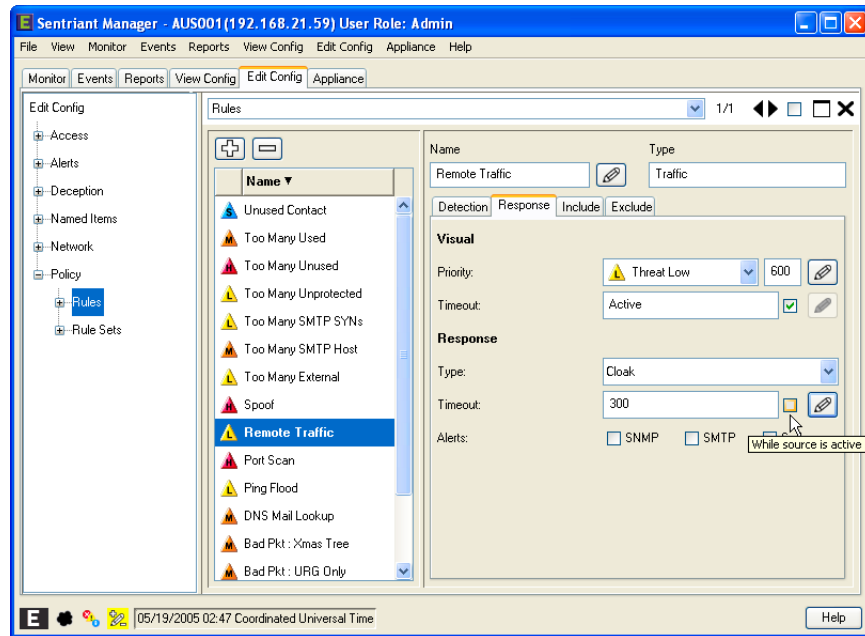 E Sentriant Manager - AUS001(192.168.21.59) User Role: Admin
File View Monitor Events Reports View Config Edit Config Appliance Help
Monitor Events Reports View Config Edit Config Appliance
Edit Config
Access
Alerts
Deception
Named Items
Network
Policy
Rules
Rule Sets
Rules 1/1
Name ▼
S Unused Contact
M Too Many Used
H Too Many Unused
L Too Many Unprotected
L Too Many SMTP SYNs
M Too Many SMTP Host
L Too Many External
H Spoof
L Remote Traffic
H Port Scan
L Ping Flood
M DNS Mail Lookup
M Bad Pkt : Xmas Tree
M Bad Pkt : URG Only
Name Type
Remote Traffic Traffic
Detection Response Include Exclude
Visual
Priority: L Threat Low 600
Timeout: Active
Response
Type: Cloak
Timeout: 300
Alerts: SNMP SMTP
While source is active
E 05/19/2005 02:47 Coordinated Universal Time Help